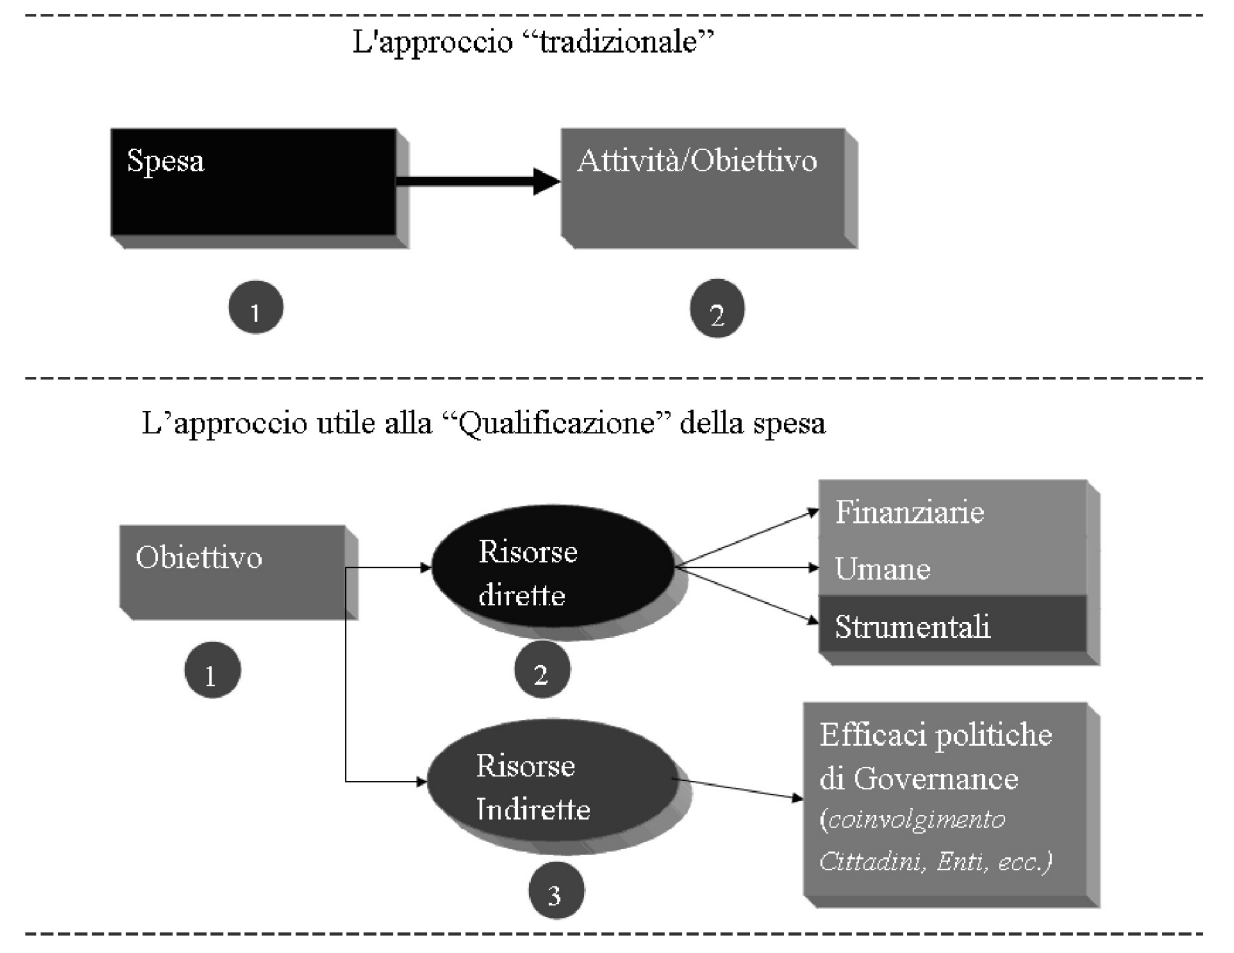 L'approccio “tradizionale”
Spesa
Attività/Obiettivo
1
2
L’approccio utile alla “Qualificazione” della spesa
Obiettivo
1
Risorse
dirette
2
Finanziarie
Umane
Strumentali
Risorse
Indirette
3
Efficaci politiche
di Governance
(coinvolgimento
Cittadini, Enti, ecc.)